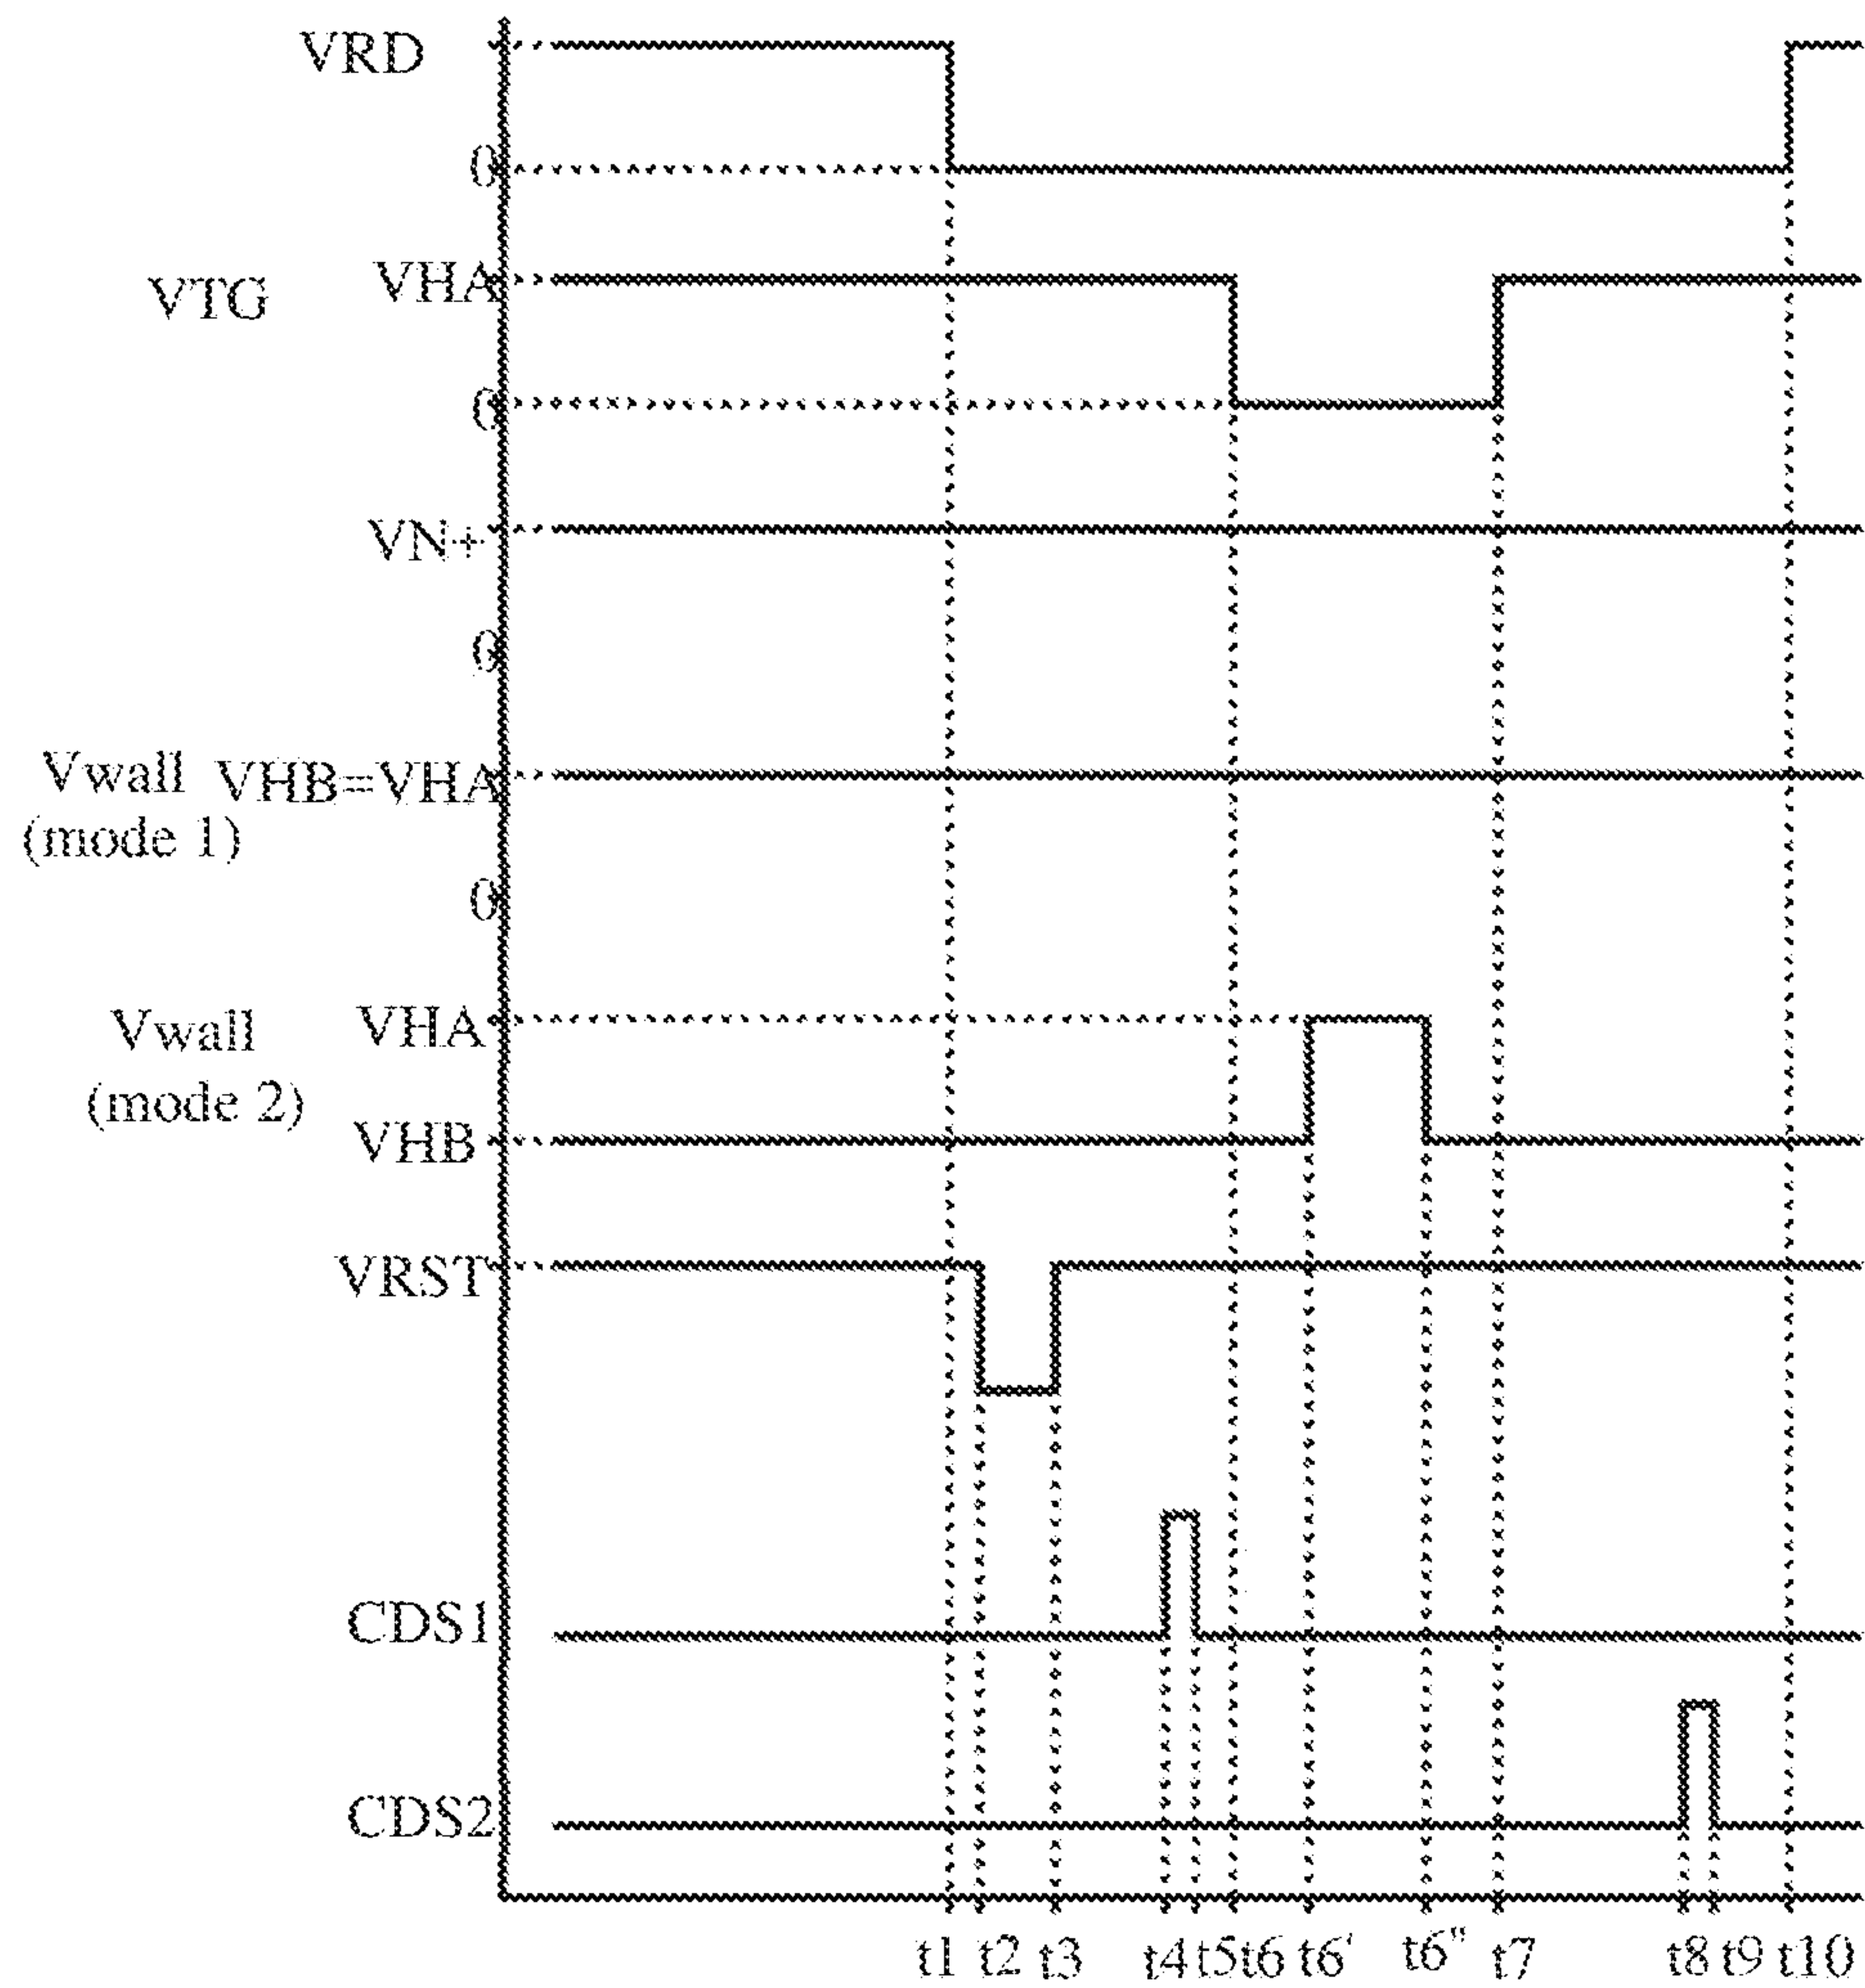 VRD
0
VTG VHA
0
VN+
0
Vwall VHB=VHA
(mode 1)
0
Vwall VHA
(mode 2)
VHB
VRST
CDS1
CDS2
t1 t2 t3 t4 t5 t6 t6' t6" t7 t8 t9 t10